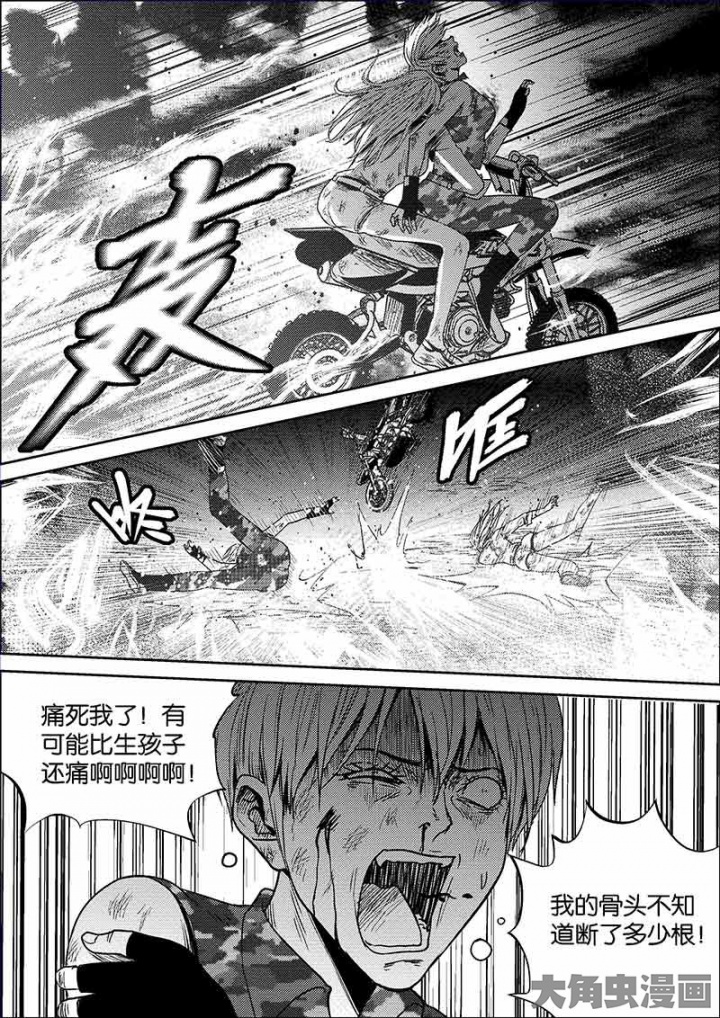 哐
咚
痛死我了！有
可能比生孩子
还痛啊啊啊啊！
我的骨头不知
道断了多少根！
大角虫漫画